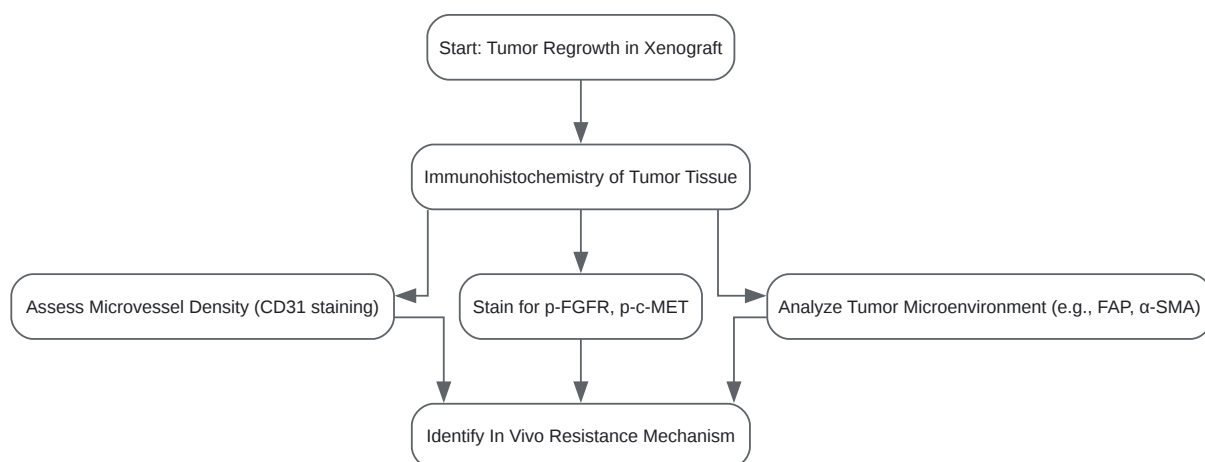 Start: Tumor Regrowth in Xenograft
Immunohistochemistry of Tumor Tissue
Assess Microvessel Density (CD31 staining)
Stain for p-FGFR, p-c-MET
Analyze Tumor Microenvironment (e.g., FAP, α-SMA)
Identify In Vivo Resistance Mechanism